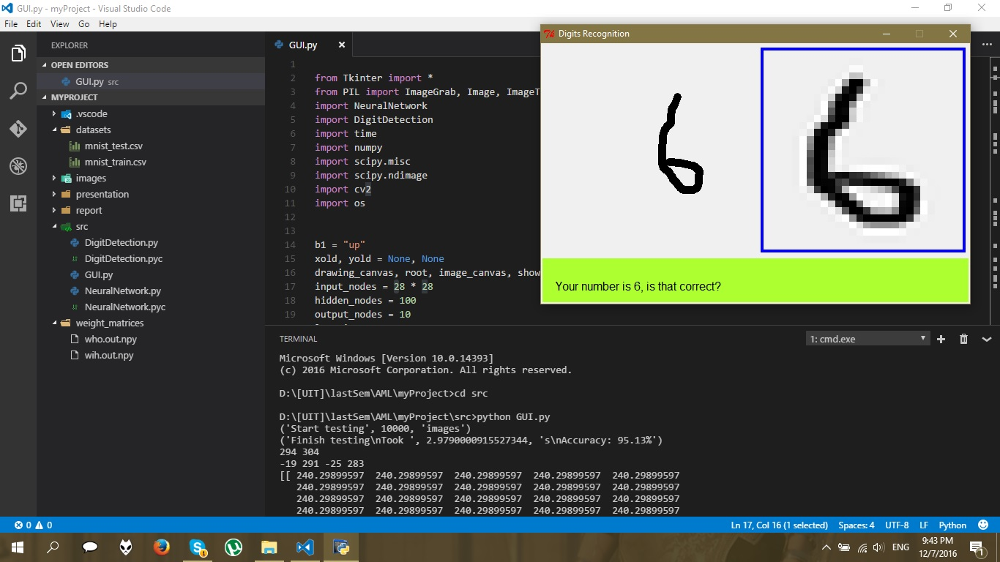 GUI.py - myProject - Visual Studio Code
File Edit View Go Help
EXPLORER
OPEN EDITORS
GUI.py src
MYPROJECT
.vscode
datasets
mnist_test.csv
mnist_train.csv
images
presentation
report
src
DigitDetection.py
DigitDetection.pyc
GUI.py
NeuralNetwork.py
NeuralNetwork.pyc
weight_matrices
who.out.npy
wih.out.npy
GUI.py
1
2 from Tkinter import *
3 from PIL import ImageGrab, Image, ImageT
4 import NeuralNetwork
5 import DigitDetection
6 import time
7 import numpy
8 import scipy.misc
9 import scipy.ndimage
10 import cv2
11 import os
12
13
14 b1 = "up"
15 xold, yold = None, None
16 drawing_canvas, root, image_canvas, show
17 input_nodes = 28 * 28
18 hidden_nodes = 100
19 output_nodes = 10
Digits Recognition
6
6
Your number is 6, is that correct?
TERMINAL
1: cmd.exe
Microsoft Windows [Version 10.0.14393]
(c) 2016 Microsoft Corporation. All rights reserved.
D:\[UIT]\lastSem\AML\myProject>cd src
D:\[UIT]\lastSem\AML\myProject\src>python GUI.py
('Start testing', 10000, 'images')
('Finish testing\nTook ', 2.9790000915527344, 's\nAccuracy: 95.13%')
294 304
-19 291 -25 283
[[ 240.29899597 240.29899597 240.29899597 240.29899597 240.29899597
240.29899597 240.29899597 240.29899597 240.29899597 240.29899597
240.29899597 240.29899597 240.29899597 240.29899597 240.29899597
240.29899597 240.29899597 240.29899597 240.29899597 240.29899597
0 0
Ln 17, Col 16 (1 selected) Spaces: 4 UTF-8 LF Python
1
ENG
9:43 PM
12/7/2016
1